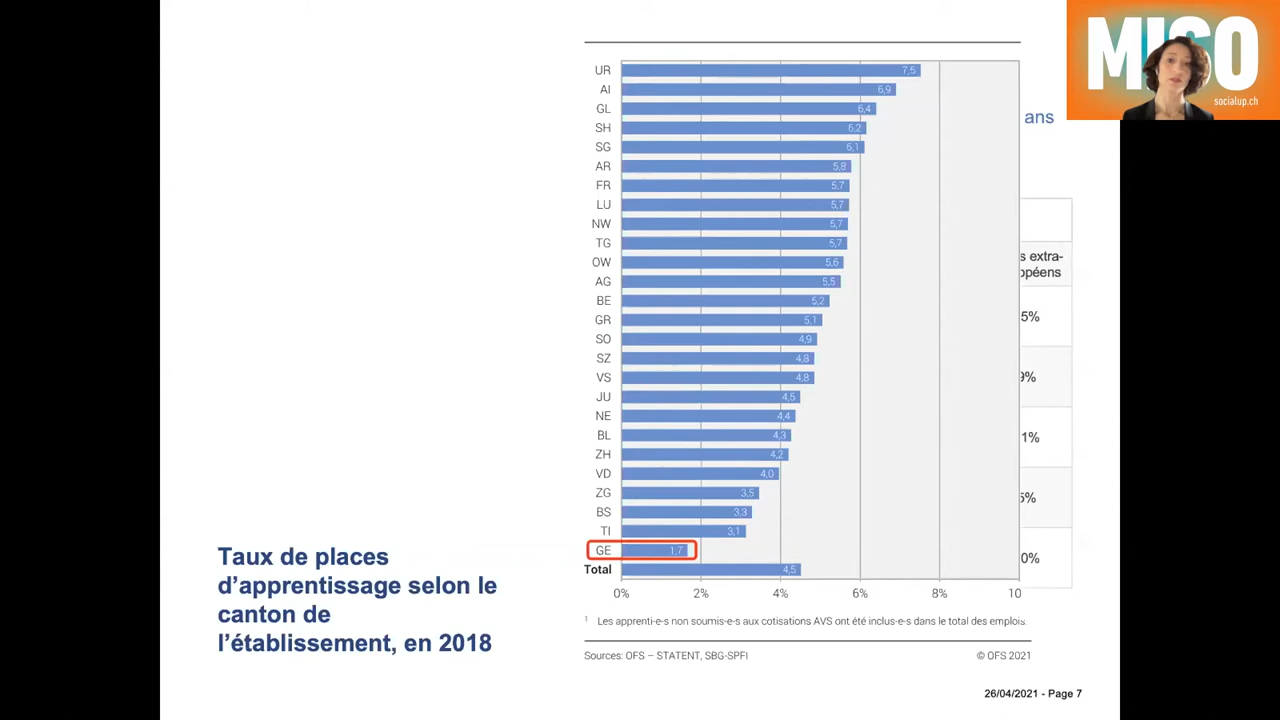 MISO
socialup.ch
ans
UR 7,5
AI 6,9
GL 6,4
SH 6,2
SG 6,1
AR 5,8
FR 5,7
LU 5,7
NW 5,7
TG 5,7
OW 5,6
AG 5,5
BE 5,2
GR 5,1
SO 4,9
SZ 4,8
VS 4,8
JU 4,5
NE 4,4
BL 4,3
ZH 4,2
VD 4,0
ZG 3,5
BS 3,3
TI 3,1
GE 1,7
Total 4,5
0% 2% 4% 6% 8% 10
s extra-
opéens
5%
9%
1%
5%
0%
Taux de places
d’apprentissage selon le
canton de
l’établissement, en 2018
1 Les apprenti-e-s non soumis-e-s aux cotisations AVS ont été inclus-e-s dans le total des emplois.
Sources: OFS – STATENT, SBG-SPFI © OFS 2021
26/04/2021 - Page 7